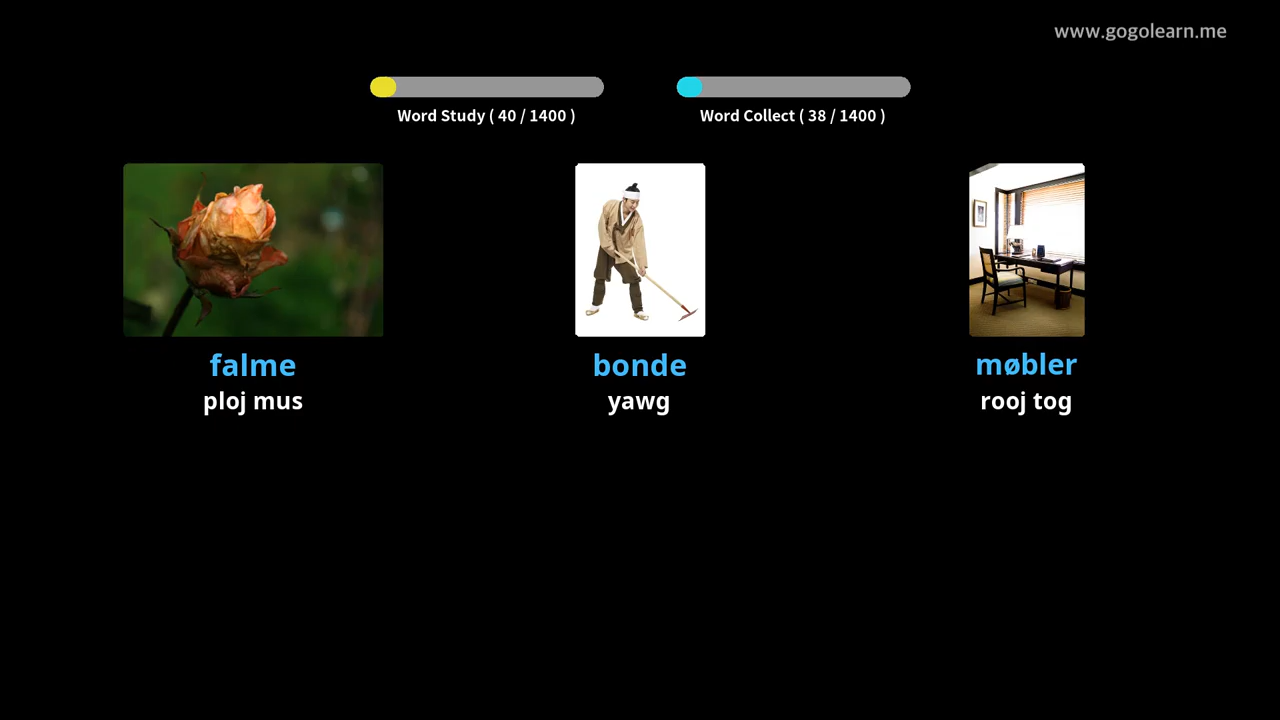 www.gogolearn.me
Word Study ( 40 / 1400 )
Word Collect ( 38 / 1400 )
falme
bonde
møbler
ploj mus
yawg
rooj tog